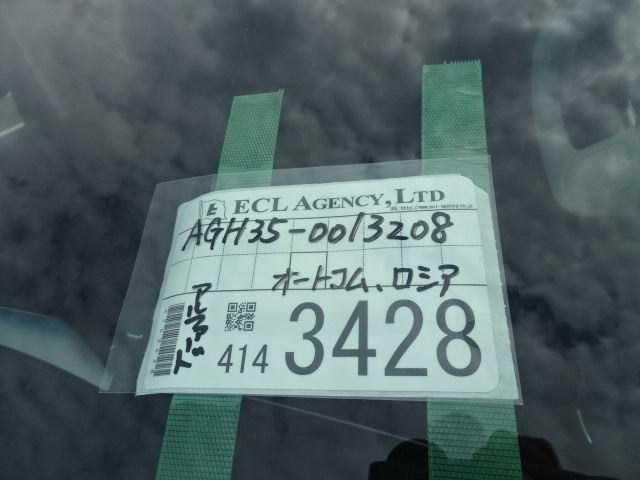 E ECL AGENCY, LTD
AGH35-0013208
オートコム、ロシア
アルファード
414 3428